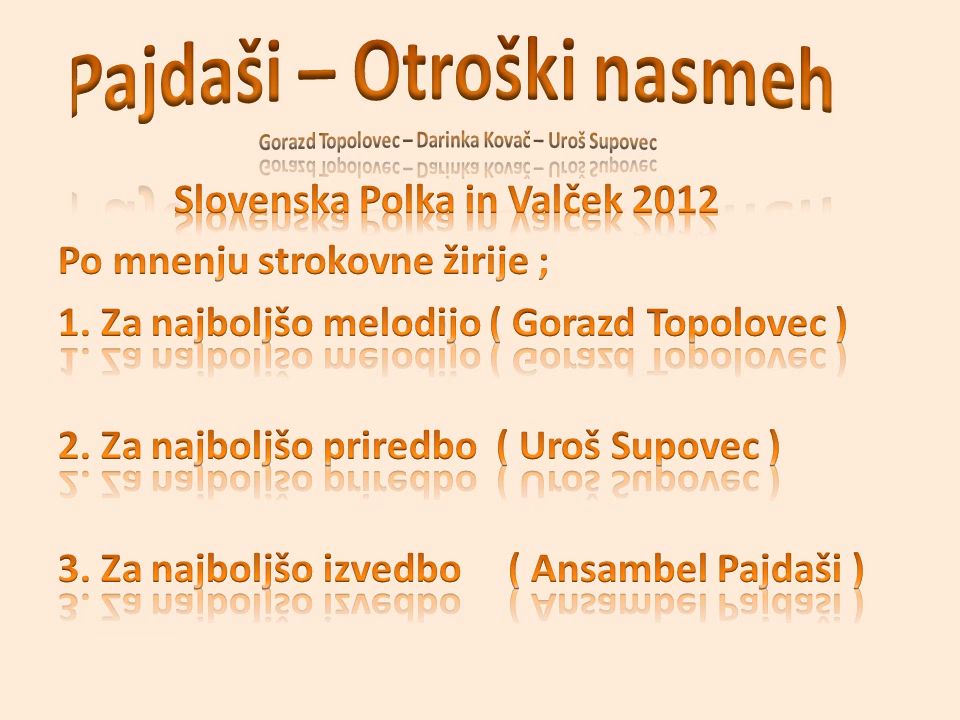 Pajdaši – Otroški nasmeh
Gorazd Topolovec – Darinka Kovač – Uroš Supovec
Slovenska Polka in Valček 2012
Po mnenju strokovne žirije ;
1. Za najboljšo melodijo ( Gorazd Topolovec )
2. Za najboljšo priredbo ( Uroš Supovec )
3. Za najboljšo izvedbo ( Ansambel Pajdaši )